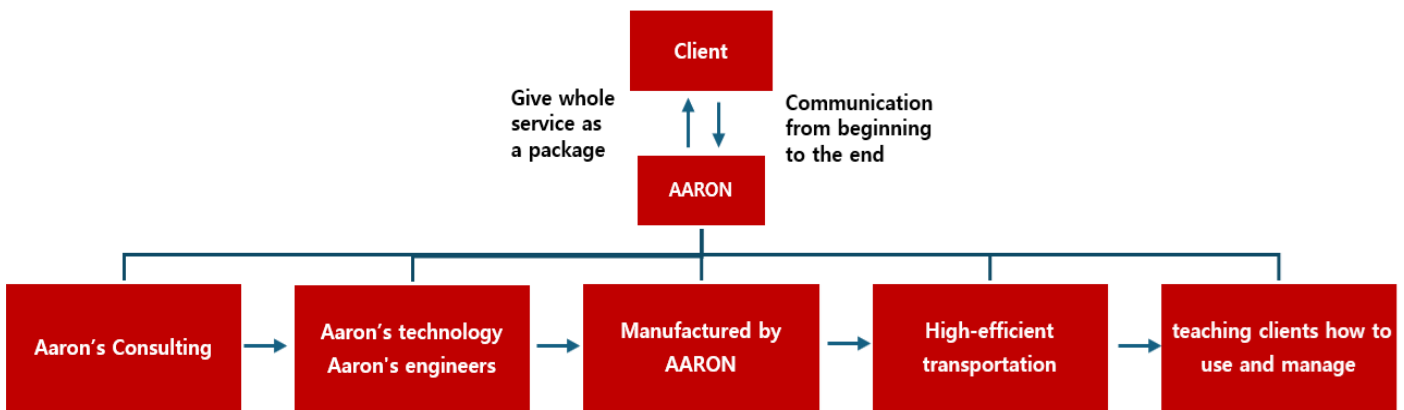 Client
Give whole
service as
a package
Communication
from beginning
to the end
AARON
Aaron’s Consulting
Aaron’s technology
Aaron's engineers
Manufactured by
AARON
High-efficient
transportation
teaching clients how to
use and manage